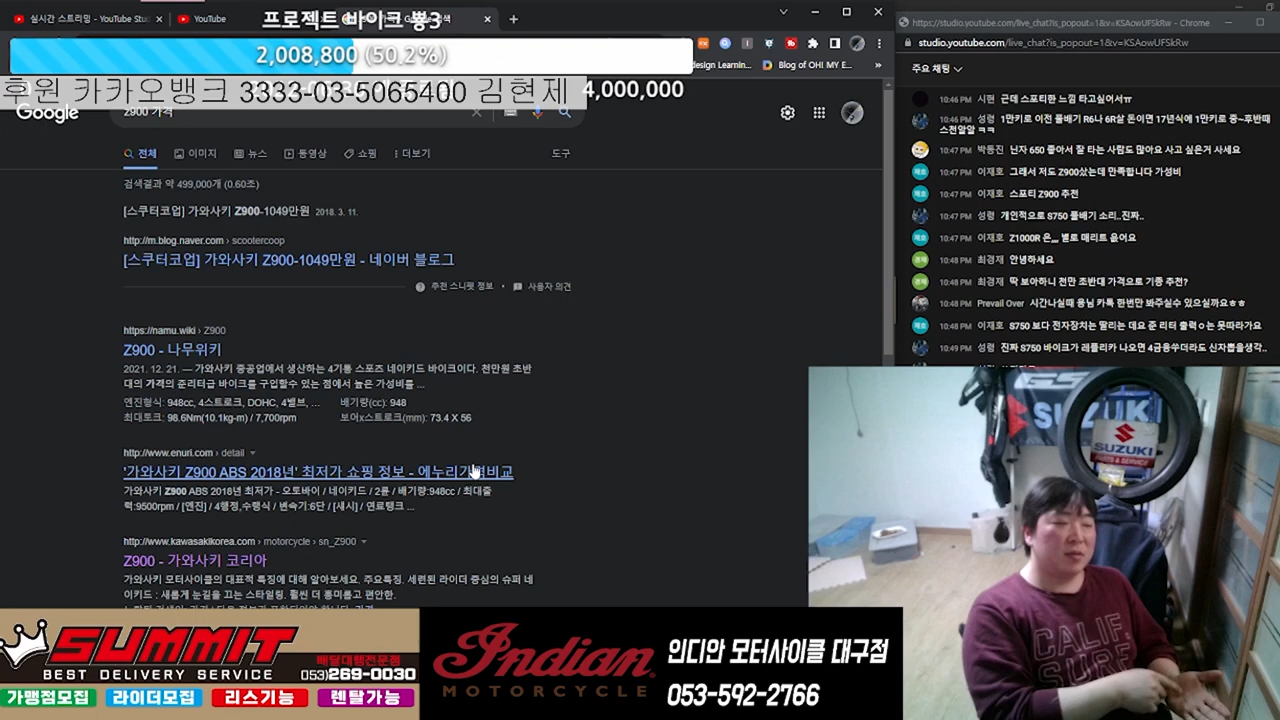 실시간 스트리밍 - YouTube Stu
YouTube
프로젝트 바이크 뽕3
2,008,800 (50.2%)
4,000,000
후원 카카오뱅크 3333-03-5065400 김현제
design Learnin...
Blog of OH! MY E...
Google
z900 가격
전체
이미지
뉴스
동영상
쇼핑
더보기
도구
검색결과 약 499,000개 (0.60초)
[스쿠터코업] 가와사키 Z900-1049만원 2018. 3. 11.
http://m.blog.naver.com › scootercoop
[스쿠터코업] 가와사키 Z900-1049만원 - 네이버 블로그
추천 스니펫 정보
사용자 의견
https://namu.wiki › Z900
Z900 - 나무위키
2021. 12. 21. — 가와사키 중공업에서 생산하는 4기통 스포츠 네이키드 바이크이다. 천만원 초반
대의 가격의 준리터급 바이크를 구입할수 있는 점에서 높은 가성비를 ...
엔진형식: 948cc, 4스트로크, DOHC, 4밸브, ...
배기량(cc): 948
최대토크: 98.6Nm(10.1kg-m) / 7,700rpm
보어x스트로크(mm): 73.4 X 56
http://www.enuri.com › detail
'가와사키 Z900 ABS 2018년' 최저가 쇼핑 정보 - 에누리가격비교
가와사키 Z900 ABS 2018년 최저가 - 오토바이 / 네이키드 / 2륜 / 배기량:948cc / 최대출
력:9500rpm / [엔진] / 4행정,수랭식 / 변속기:6단 / [섀시] / 연료탱크 ...
http://www.kawasakikorea.com › motorcycle › sn_Z900
Z900 - 가와사키 코리아
가와사키 모터사이클의 대표적 특징에 대해 알아보세요. 주요특징. 세련된 라이더 중심의 슈퍼 네
이키드 : 새롭게 눈길을 끄는 스타일링. 훨씬 더 흥미롭고 편안한.
https://studio.youtube.com/live_chat?is_popout=1&v=KSAowUFSkRw - Chrome
studio.youtube.com/live_chat?is_popout=1&v=KSAowUFSkRw
주요 채팅
10:46 PM 시현 근데 스포티한 느낌 타고싶어서ㅠ
10:46 PM 성령 1만키로 이전 풀배기 R6나 6R살 돈이면 17년식에 1만키로 중~후반때
스천알알ㅋㅋ
10:47 PM 박동진 닌자 650 좋아서 잘 타는 사람도 많아요 사고 싶은거 사세요
10:47 PM 이재호 그래서 저도 Z900샀는데 만족합니다 가성비
10:47 PM 이재호 스포티 Z900 추천
10:47 PM 성령 개인적으로 S750 풀배기 소리..진짜..
10:47 PM 이재호 Z1000R 은,,,, 별로 매리트 읎어요
10:48 PM 최경재 안녕하세요
10:48 PM 최경재 딱 보아하니 천만 초반대 가격으로 기종 추천?
10:48 PM Prevail Over 시간나실때 용님 카톡 한번만 봐주실수 있으실까요ㅎㅎ
10:48 PM 이재호 S750 보다 전자장치는 딸리는 데요 준 리터 출력ㅇ는 못따라가요
10:49 PM 성령 진짜 S750 바이크가 레플리카 나오면 4금융쑤더라도 신자뽑을생각..
GS
SUZUKI
SUZUKI
PARTS & SERVICE
CALIF.
SURF
SUMMIT
BEST DELIVERY SERVICE
배달대행전문점
053)269-0030
가맹점모집
라이더모집
리스기능
렌탈가능
Indian
MOTORCYCLE
인디안 모터사이클 대구점
053-592-2766